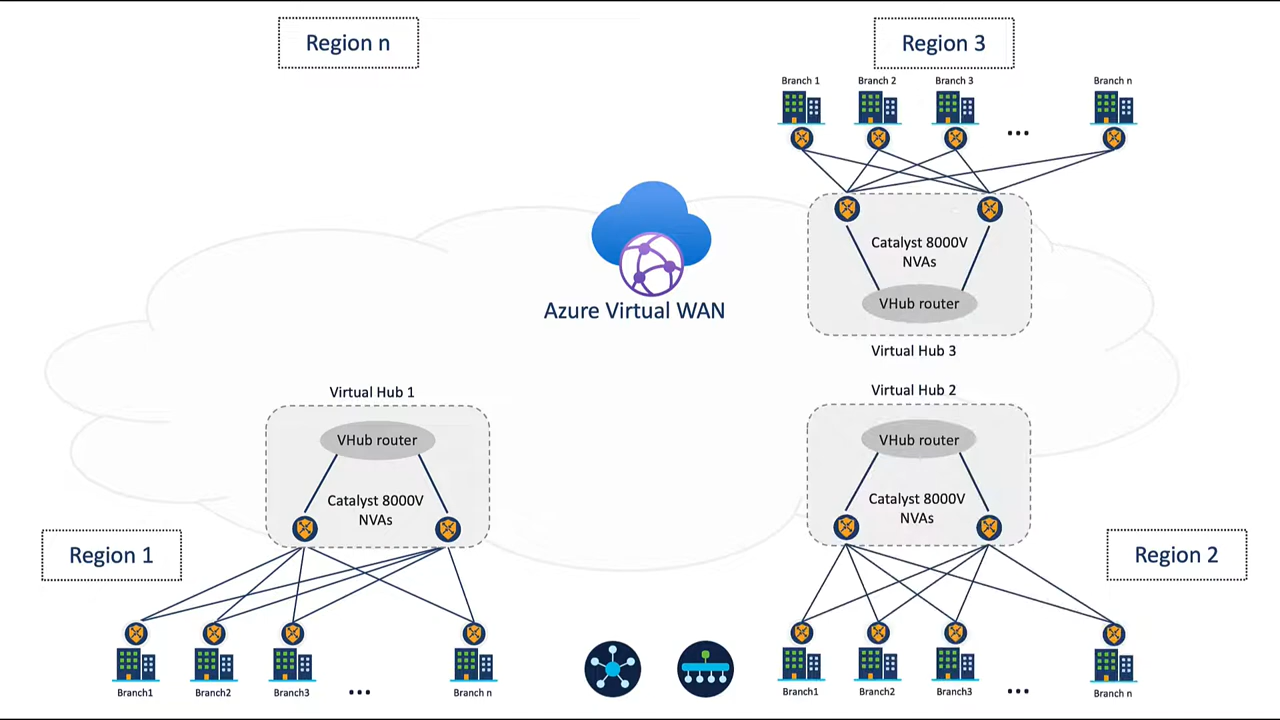 Region n
Region 3
Branch 1
Branch 2
Branch 3
Branch n
...
Catalyst 8000V
NVAs
VHub router
Virtual Hub 3
Azure Virtual WAN
Virtual Hub 1
VHub router
Catalyst 8000V
NVAs
Region 1
Branch1
Branch2
Branch3
...
Branch n
Virtual Hub 2
VHub router
Catalyst 8000V
NVAs
Region 2
Branch1
Branch2
Branch3
...
Branch n